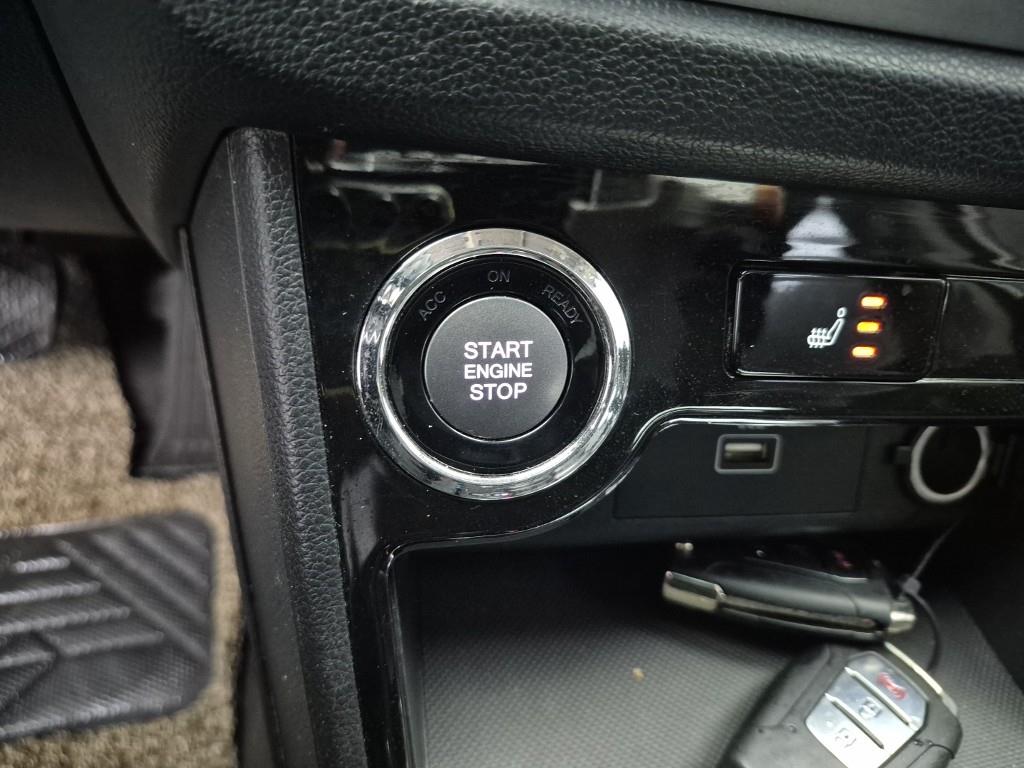 ACC
ON
READY
START
ENGINE
STOP